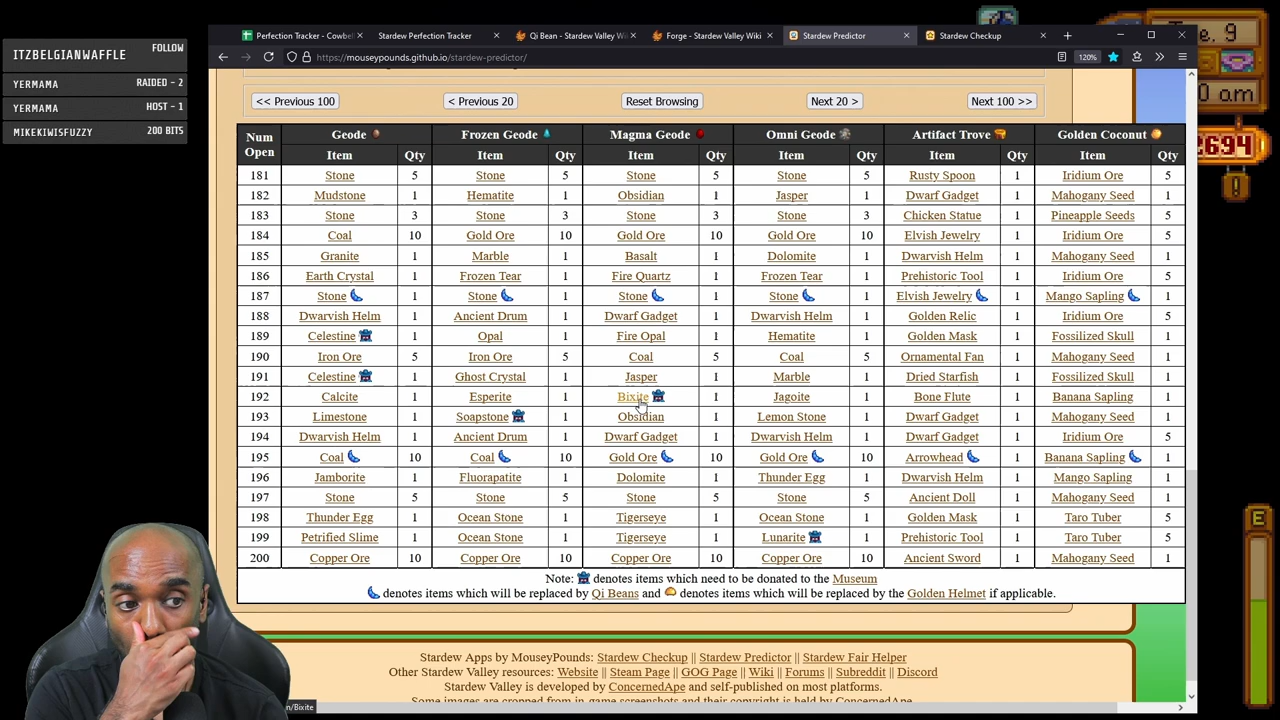 ITZBELGIANWAFFLE FOLLOW
YERMAMA RAIDED - 2
YERMAMA HOST - 1
MIKEKIWISFUZZY 200 BITS
Perfection Tracker - Cowbel Stardew Perfection Tracker Qi Bean - Stardew Valley Wi Forge - Stardew Valley Wiki Stardew Predictor Stardew Checkup
https://mouseypounds.github.io/stardew-predictor/ 120%
e. 9
0 am
2694
<< Previous 100 < Previous 20 Reset Browsing Next 20 > Next 100 >>
Num Open Geode Frozen Geode Magma Geode Omni Geode Artifact Trove Golden Coconut
Item Qty Item Qty Item Qty Item Qty Item Qty Item Qty
181 Stone 5 Stone 5 Stone 5 Stone 5 Rusty Spoon 1 Iridium Ore 5
182 Mudstone 1 Hematite 1 Obsidian 1 Jasper 1 Dwarf Gadget 1 Mahogany Seed 1
183 Stone 3 Stone 3 Stone 3 Stone 3 Chicken Statue 1 Pineapple Seeds 5
184 Coal 10 Gold Ore 10 Gold Ore 10 Gold Ore 10 Elvish Jewelry 1 Iridium Ore 5
185 Granite 1 Marble 1 Basalt 1 Dolomite 1 Dwarvish Helm 1 Mahogany Seed 1
186 Earth Crystal 1 Frozen Tear 1 Fire Quartz 1 Frozen Tear 1 Prehistoric Tool 1 Iridium Ore 5
187 Stone 1 Stone 1 Stone 1 Stone 1 Elvish Jewelry 1 Mango Sapling 1
188 Dwarvish Helm 1 Ancient Drum 1 Dwarf Gadget 1 Dwarvish Helm 1 Golden Relic 1 Iridium Ore 5
189 Celestine 1 Opal 1 Fire Opal 1 Hematite 1 Golden Mask 1 Fossilized Skull 1
190 Iron Ore 5 Iron Ore 5 Coal 5 Coal 5 Ornamental Fan 1 Mahogany Seed 1
191 Celestine 1 Ghost Crystal 1 Jasper 1 Marble 1 Dried Starfish 1 Fossilized Skull 1
192 Calcite 1 Esperite 1 Bixite 1 Jagoite 1 Bone Flute 1 Banana Sapling 1
193 Limestone 1 Soapstone 1 Obsidian 1 Lemon Stone 1 Dwarf Gadget 1 Mahogany Seed 1
194 Dwarvish Helm 1 Ancient Drum 1 Dwarf Gadget 1 Dwarvish Helm 1 Dwarf Gadget 1 Iridium Ore 5
195 Coal 10 Coal 10 Gold Ore 10 Gold Ore 10 Arrowhead 1 Banana Sapling 1
196 Jamborite 1 Fluorapatite 1 Dolomite 1 Thunder Egg 1 Dwarvish Helm 1 Mango Sapling 1
197 Stone 5 Stone 5 Stone 5 Stone 5 Ancient Doll 1 Mahogany Seed 1
198 Thunder Egg 1 Ocean Stone 1 Tigerseye 1 Ocean Stone 1 Golden Mask 1 Taro Tuber 5
199 Petrified Slime 1 Ocean Stone 1 Tigerseye 1 Lunarite 1 Prehistoric Tool 1 Taro Tuber 5
200 Copper Ore 10 Copper Ore 10 Copper Ore 10 Copper Ore 10 Ancient Sword 1 Mahogany Seed 1
Note: denotes items which need to be donated to the Museum
denotes items which will be replaced by Qi Beans and denotes items which will be replaced by the Golden Helmet if applicable.
Stardew Apps by MouseyPounds: Stardew Checkup || Stardew Predictor || Stardew Fair Helper
Other Stardew Valley resources: Website || Steam Page || GOG Page || Wiki || Forums || Subreddit || Discord
Stardew Valley is developed by ConcernedApe and self-published on most platforms.
Some images are cropped from in-game screenshots and their copyright is held by ConcernedApe
m/Bixite
E